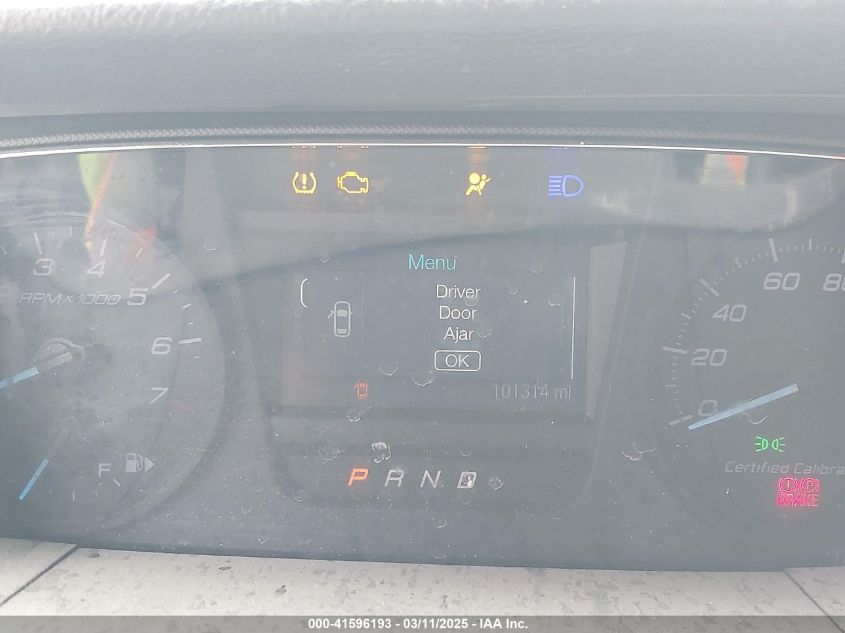 Menu
Driver
Door
Ajar
OK
101314 mi
3 4 5 6 7
RPM×1000
F
P R N D
0 20 40 60 80
Certified Calibra
BRAKE
000-41596193 - 03/11/2025 - IAA Inc.